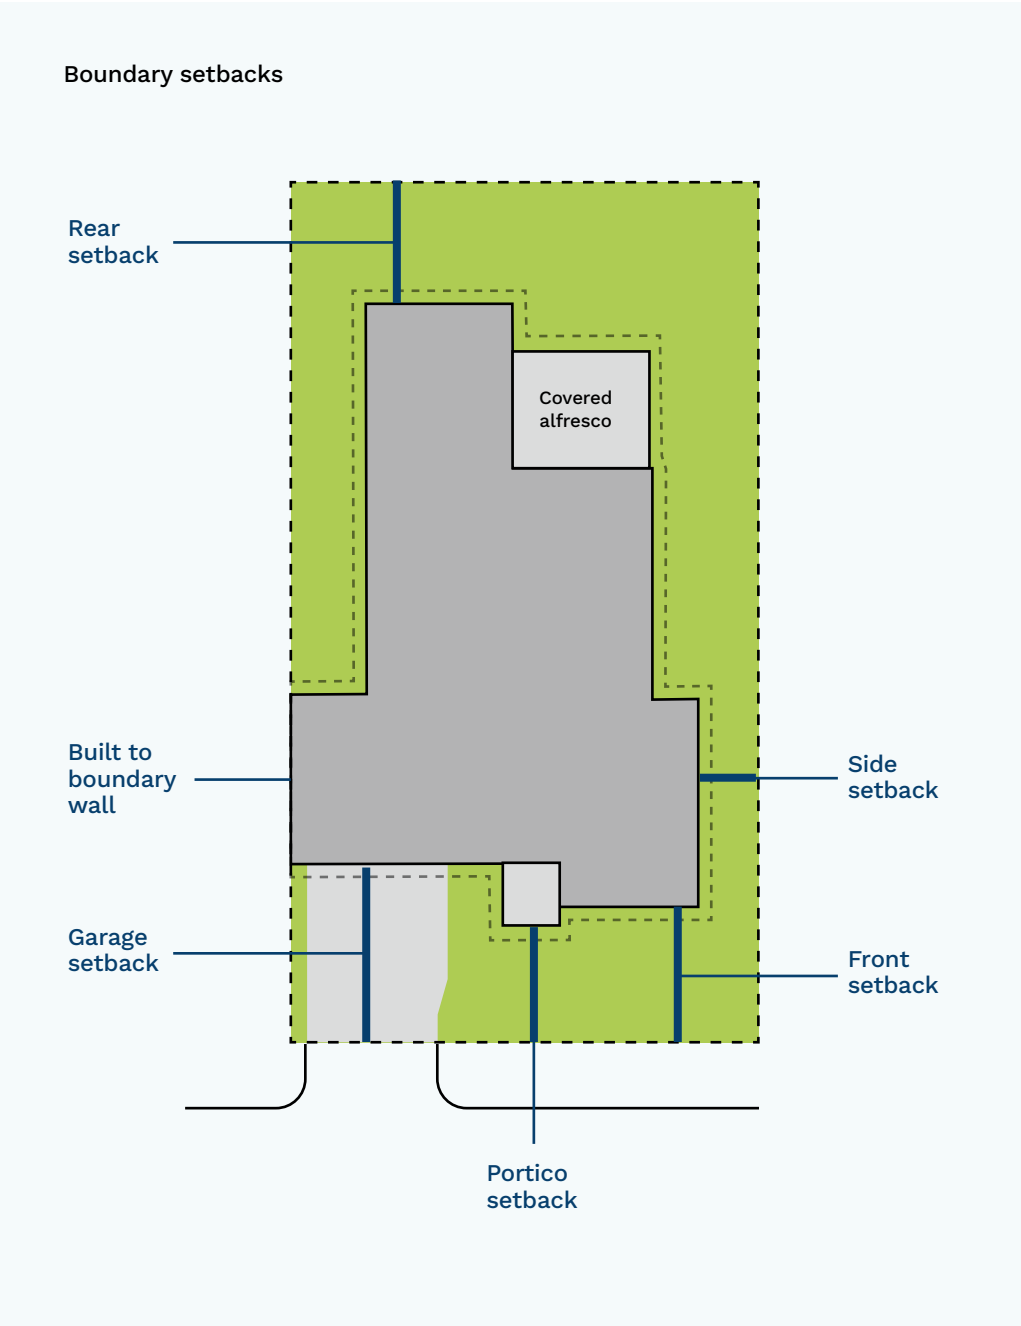 Boundary setbacks
Rear
setback
Covered
alfresco
Built to
boundary
wall
Side
setback
Garage
setback
Front
setback
Portico
setback